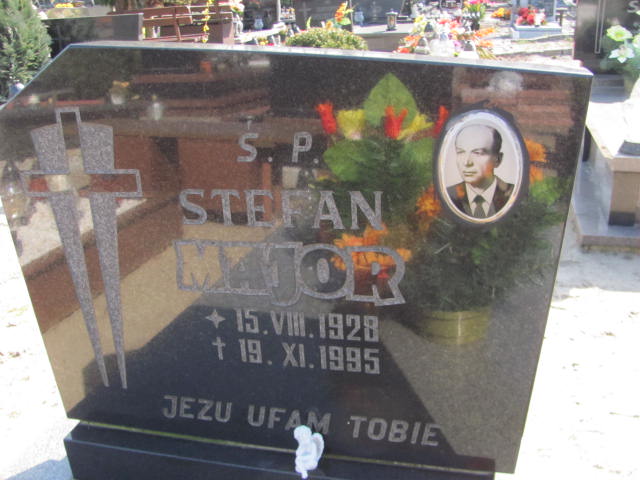 Ś. P.
STEFAN
MAJOR
15. VIII. 1928
† 19. XI. 1995
JEZU UFAM TOBIE